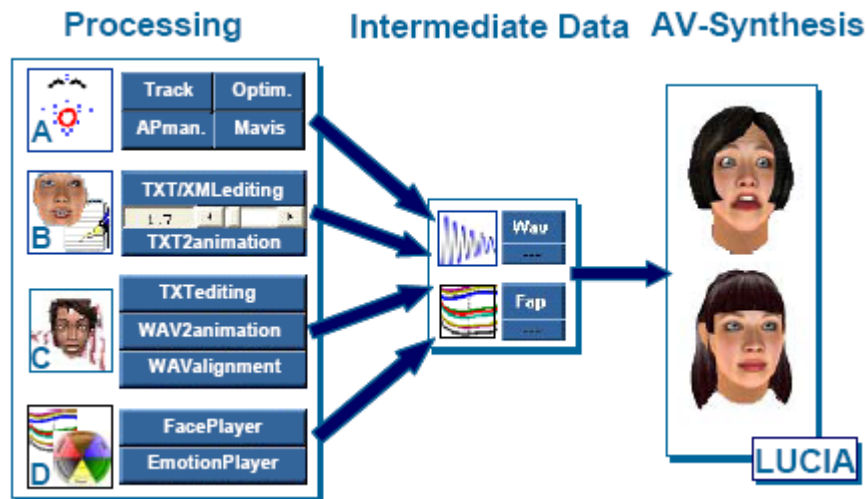 Processing
Intermediate Data
AV-Synthesis
A
Track
Optim.
APman.
Mavis
B
TXT/XMLediting
1.7
TXT2animation
C
TXTediting
WAV2animation
WAValignment
D
FacePlayer
EmotionPlayer
Wav
---
Fap
---
LUCIA